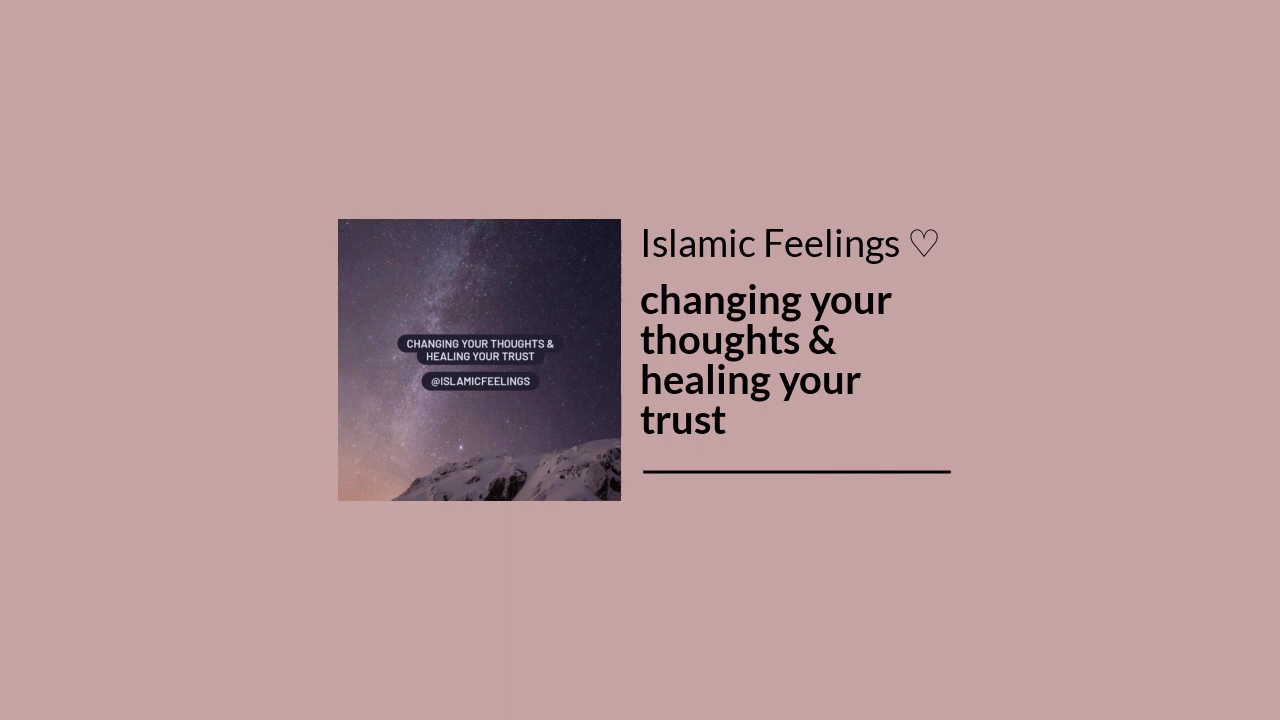 CHANGING YOUR THOUGHTS &
HEALING YOUR TRUST
@ISLAMICFEELINGS
Islamic Feelings ♡
changing your
thoughts &
healing your
trust